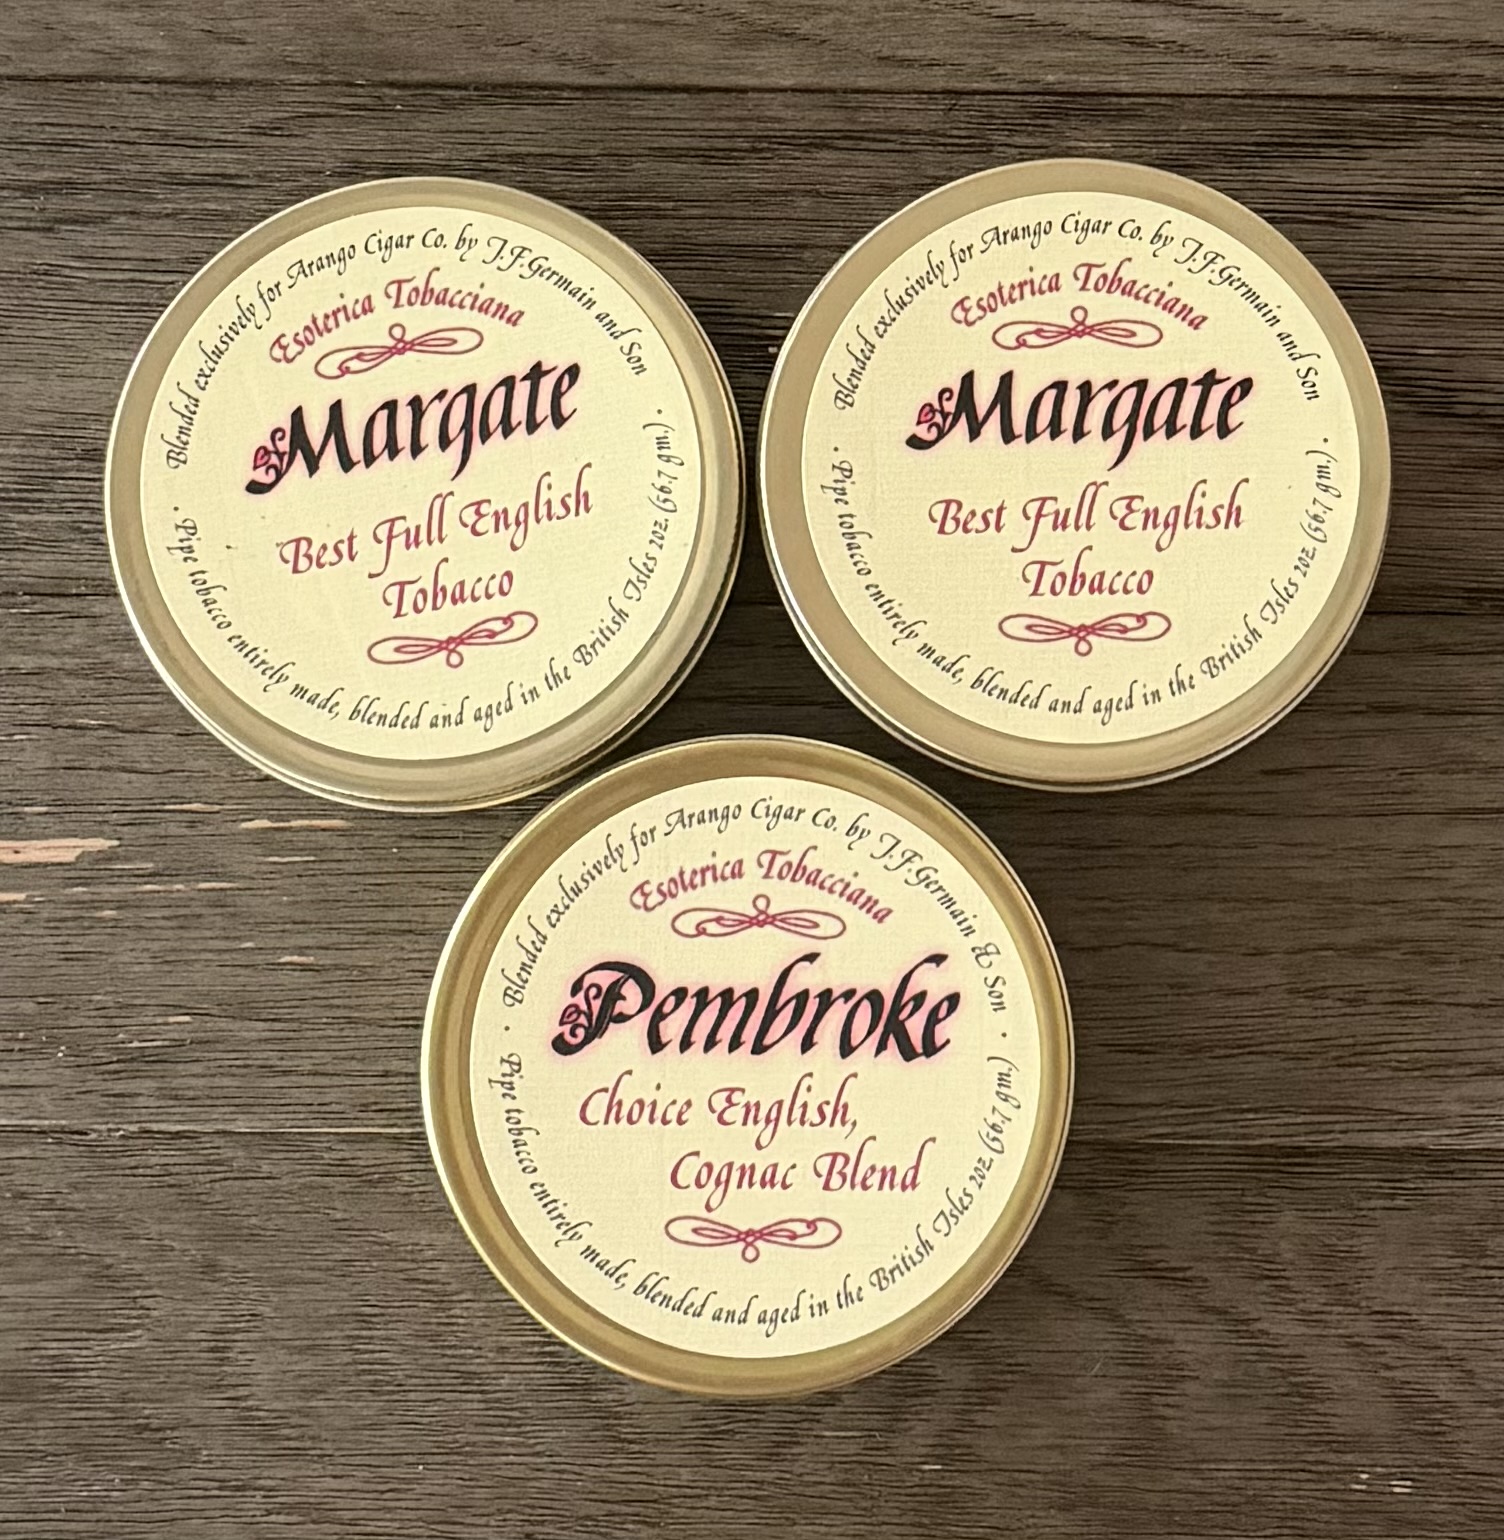 Blended exclusively for Arango Cigar Co. by J.F.Germain and Son
Esoterica Tobacciana
Margate
Best Full English
Tobacco
· Pipe tobacco entirely made, blended and aged in the British Isles 2oz. (56.7 gm.) ·
Blended exclusively for Arango Cigar Co. by J.F.Germain and Son
Esoterica Tobacciana
Margate
Best Full English
Tobacco
· Pipe tobacco entirely made, blended and aged in the British Isles 2oz. (56.7 gm.) ·
Blended exclusively for Arango Cigar Co. by J.F.Germain & Son
Esoterica Tobacciana
Pembroke
Choice English,
Cognac Blend
· Pipe tobacco entirely made, blended and aged in the British Isles 2oz. (56.7 gm.) ·